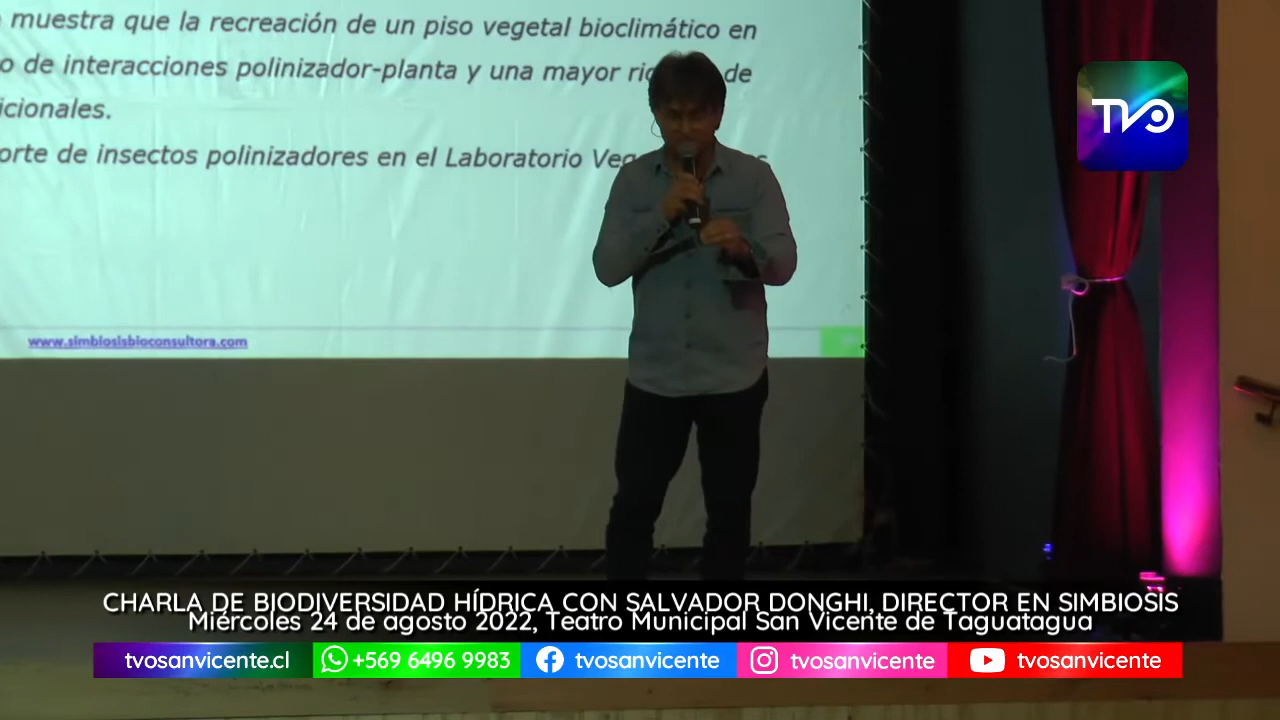 muestra que la recreación de un piso vegetal bioclimático en
o de interacciones polinizador-planta y una mayor de
icionales.
orte de insectos polinizadores en el Laboratorio
www.simbiosisbioconsultora.com
TVO
CHARLA DE BIODIVERSIDAD HÍDRICA CON SALVADOR DONGHI, DIRECTOR EN SIMBIOSIS
Miércoles 24 de agosto 2022, Teatro Municipal San Vicente de Taguatagua
tvosanvicente.cl
+569 6496 9983
tvosanvicente
tvosanvicente
tvosanvicente